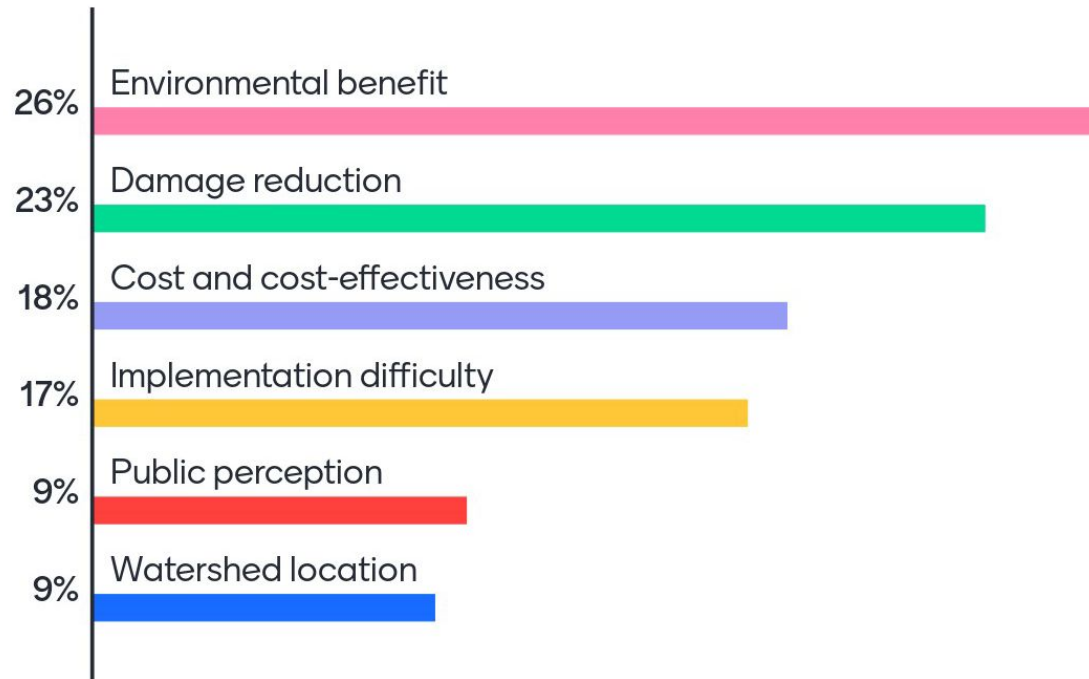 26% Environmental benefit
23% Damage reduction
18% Cost and cost-effectiveness
17% Implementation difficulty
9% Public perception
9% Watershed location